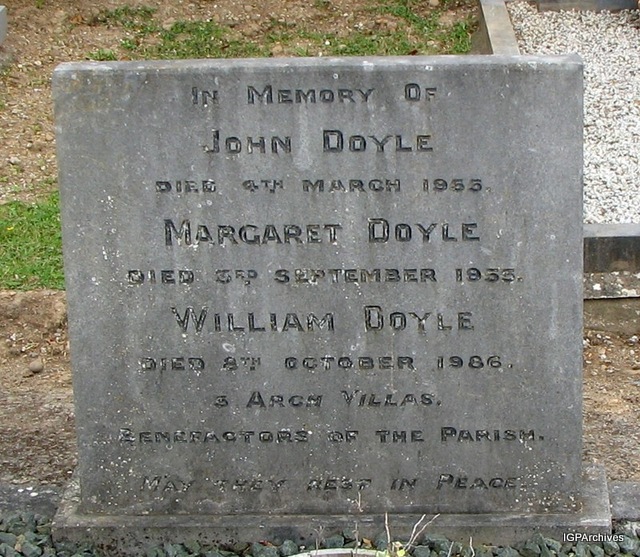 In Memory Of
John Doyle
Died 4th March 1955.
Margaret Doyle
Died 3rd September 1955.
William Doyle
Died 8th October 1986.
3 Arch Villas.
Benefactors of the Parish.
May they rest in Peace.
IGPArchives